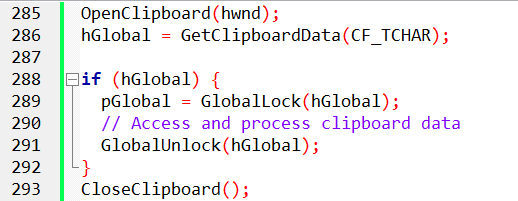 285 OpenClipboard(hwnd);
286 hGlobal = GetClipboardData(CF_TCHAR);
287
288 if (hGlobal) {
289   pGlobal = GlobalLock(hGlobal);
290   // Access and process clipboard data
291   GlobalUnlock(hGlobal);
292 }
293 CloseClipboard();